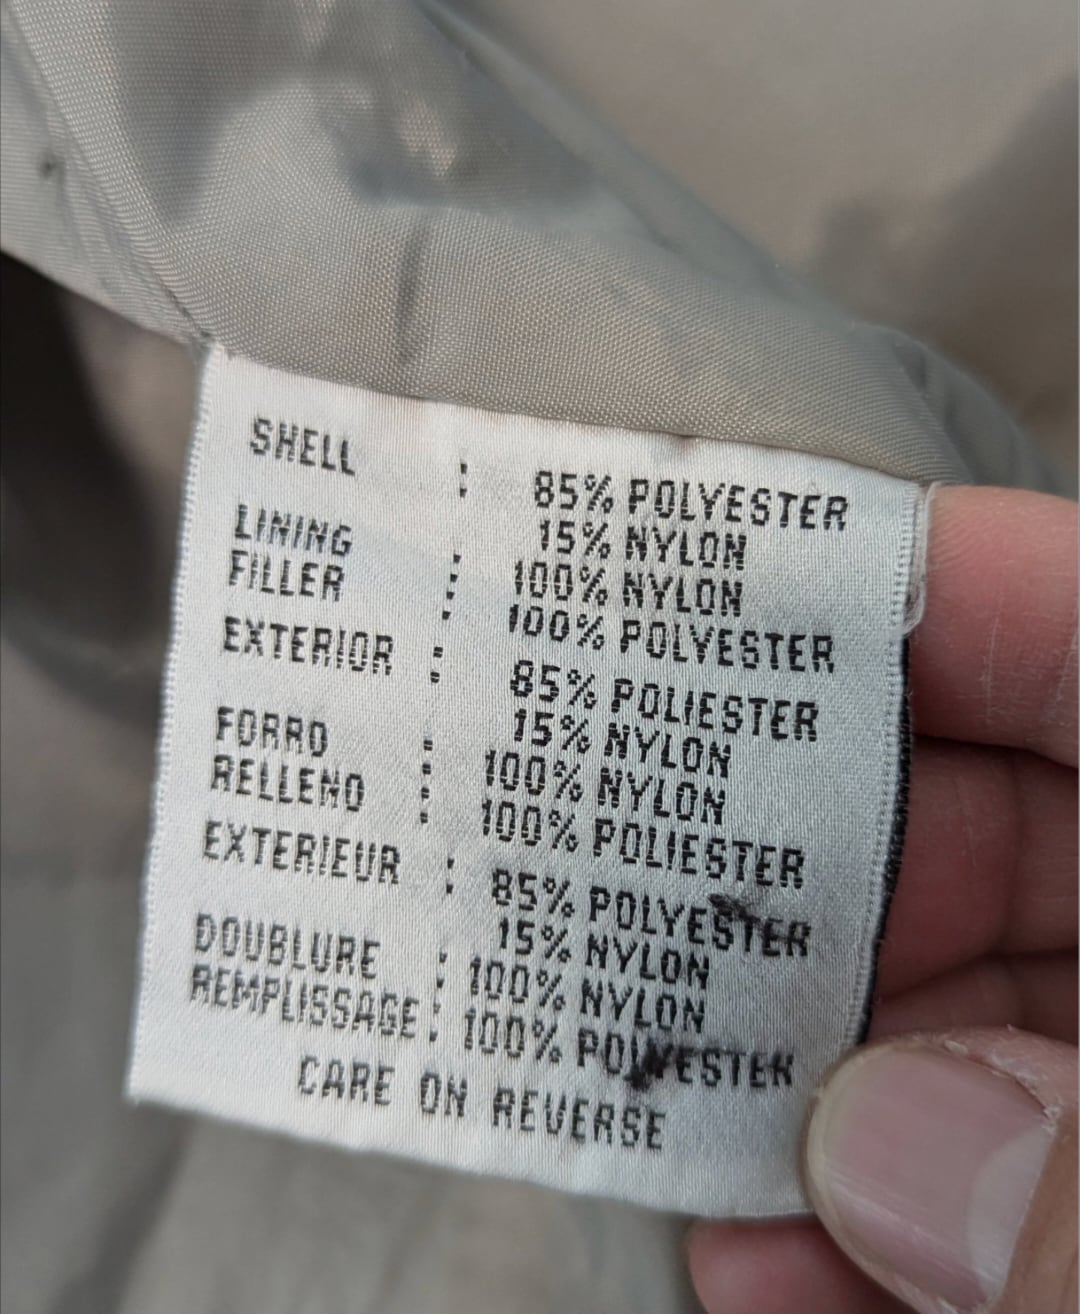 SHELL : 85% POLYESTER
15% NYLON
LINING : 100% NYLON
FILLER : 100% POLYESTER
EXTERIOR : 85% POLIESTER
15% NYLON
FORRO : 100% NYLON
RELLENO : 100% POLIESTER
EXTERIEUR : 85% POLYESTER
15% NYLON
DOUBLURE : 100% NYLON
REMPLISSAGE : 100% POLYESTER
CARE ON REVERSE